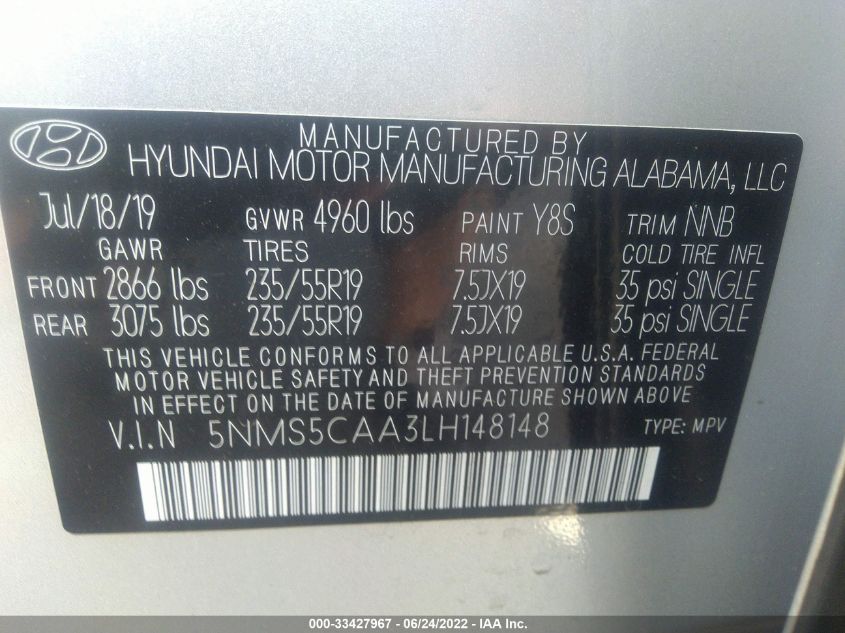 MANUFACTURED BY
HYUNDAI MOTOR MANUFACTURING ALABAMA, LLC
Jul/18/19 GVWR 4960 lbs PAINT Y8S TRIM NNB
GAWR TIRES RIMS COLD TIRE INFL
FRONT 2866 lbs 235/55R19 7.5JX19 35 psi SINGLE
REAR 3075 lbs 235/55R19 7.5JX19 35 psi SINGLE
THIS VEHICLE CONFORMS TO ALL APPLICABLE U.S.A. FEDERAL
MOTOR VEHICLE SAFETY AND THEFT PREVENTION STANDARDS
IN EFFECT ON THE DATE OF MANUFACTURE SHOWN ABOVE
V.I.N 5NMS5CAA3LH148148 TYPE: MPV
000-33427967 - 06/24/2022 - IAA Inc.